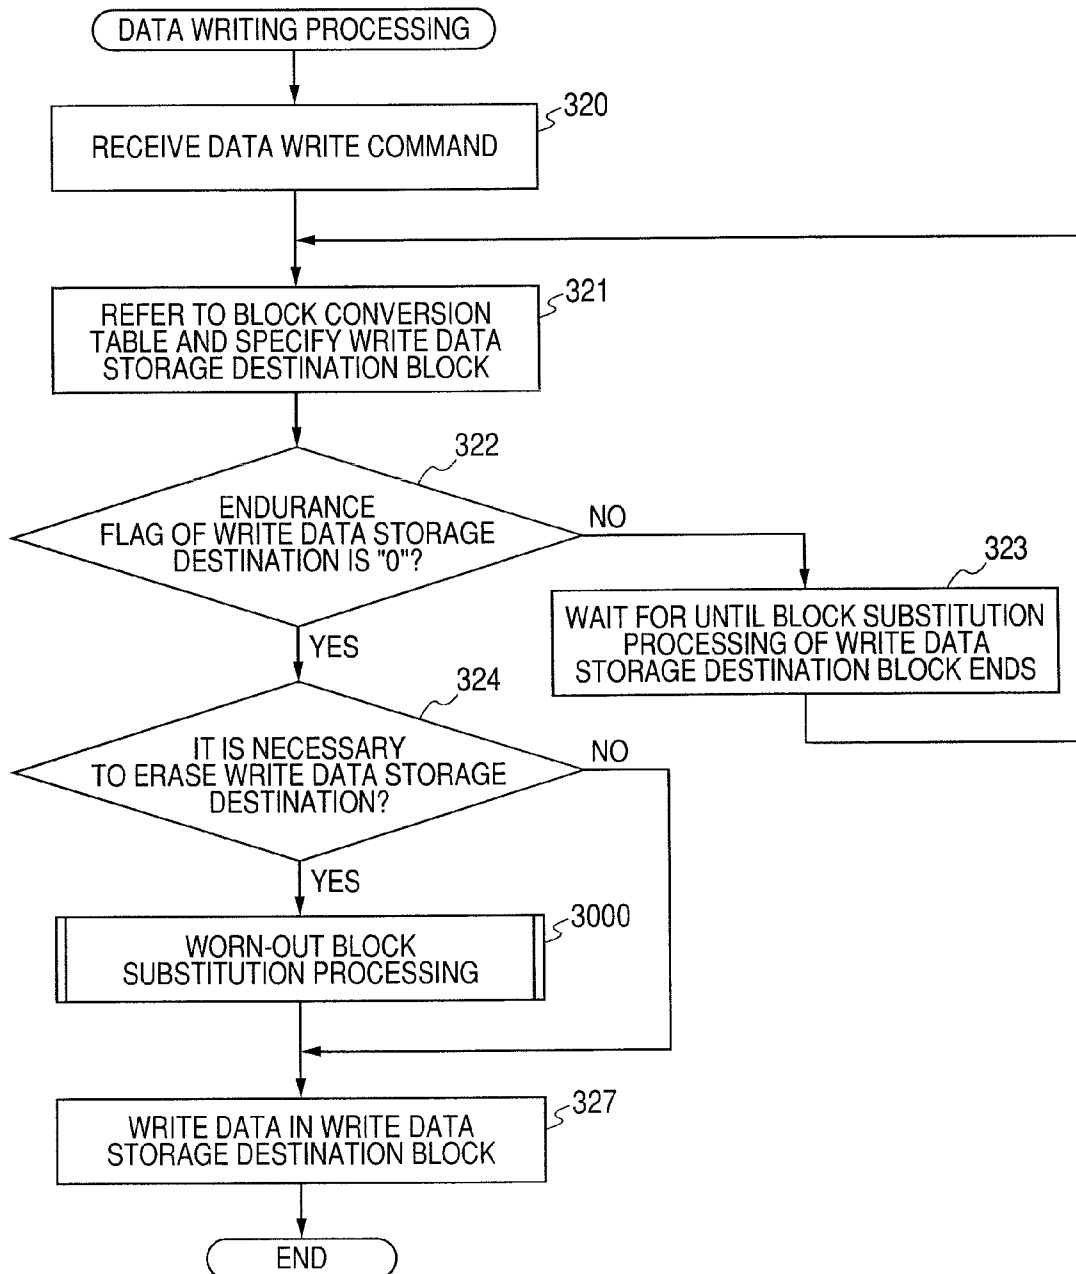 DATA WRITING PROCESSING
320
RECEIVE DATA WRITE COMMAND
321
REFER TO BLOCK CONVERSION
TABLE AND SPECIFY WRITE DATA
STORAGE DESTINATION BLOCK
322
ENDURANCE
FLAG OF WRITE DATA STORAGE
DESTINATION IS "0"?
NO
323
WAIT FOR UNTIL BLOCK SUBSTITUTION
PROCESSING OF WRITE DATA
STORAGE DESTINATION BLOCK ENDS
YES
324
IT IS NECESSARY
TO ERASE WRITE DATA STORAGE
DESTINATION?
NO
YES
3000
WORN-OUT BLOCK
SUBSTITUTION PROCESSING
327
WRITE DATA IN WRITE DATA
STORAGE DESTINATION BLOCK
END